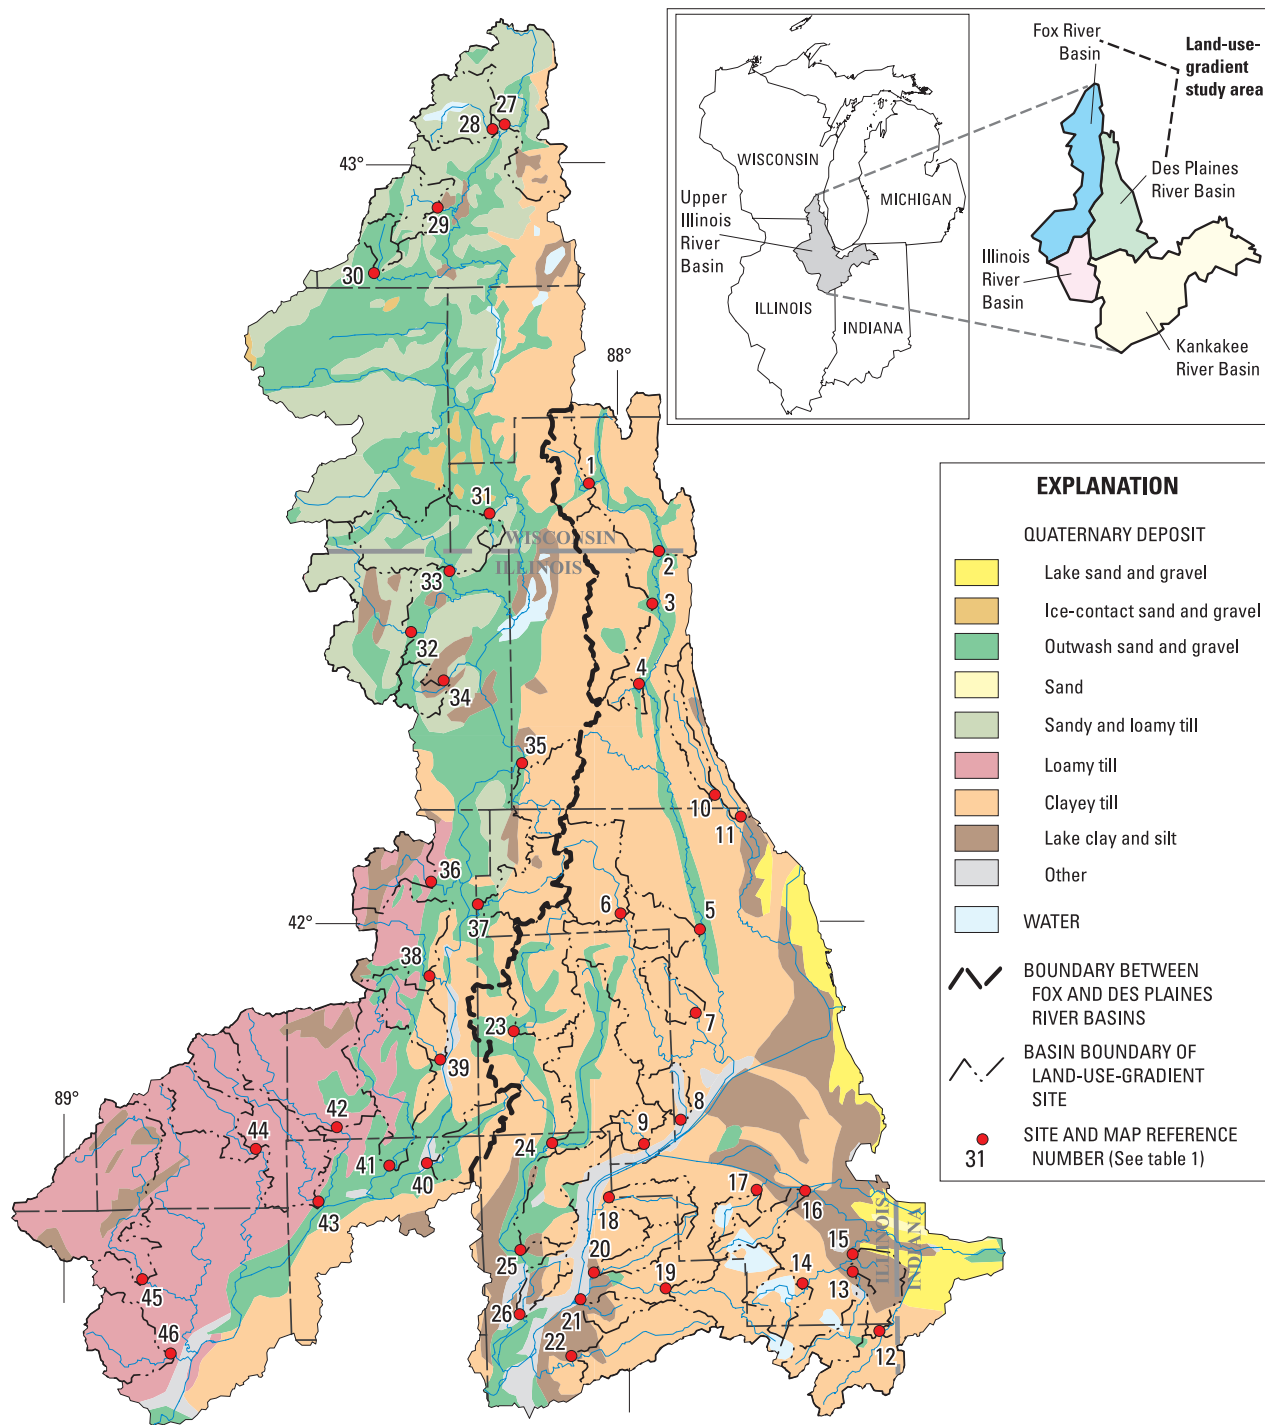 Fox River
Basin
Land-use-
gradient
study area
WISCONSIN
MICHIGAN
Upper
Illinois
River
Basin
ILLINOIS
INDIANA
Des Plaines
River Basin
Illinois
River
Basin
Kankakee
River Basin
43°
88°
42°
89°
27
28
29
30
1
31
WISCONSIN
ILLINOIS
2
33
3
32
4
34
35
10
11
36
6
5
37
38
7
23
39
8
42
9
44
24
41
40
17
16
43
18
15
ILLINOIS
INDIANA
25
20
14
19
13
45
26
21
22
12
46
EXPLANATION
QUATERNARY DEPOSIT
Lake sand and gravel
Ice-contact sand and gravel
Outwash sand and gravel
Sand
Sandy and loamy till
Loamy till
Clayey till
Lake clay and silt
Other
WATER
BOUNDARY BETWEEN
FOX AND DES PLAINES
RIVER BASINS
BASIN BOUNDARY OF
LAND-USE-GRADIENT
SITE
SITE AND MAP REFERENCE
31 NUMBER (See table 1)